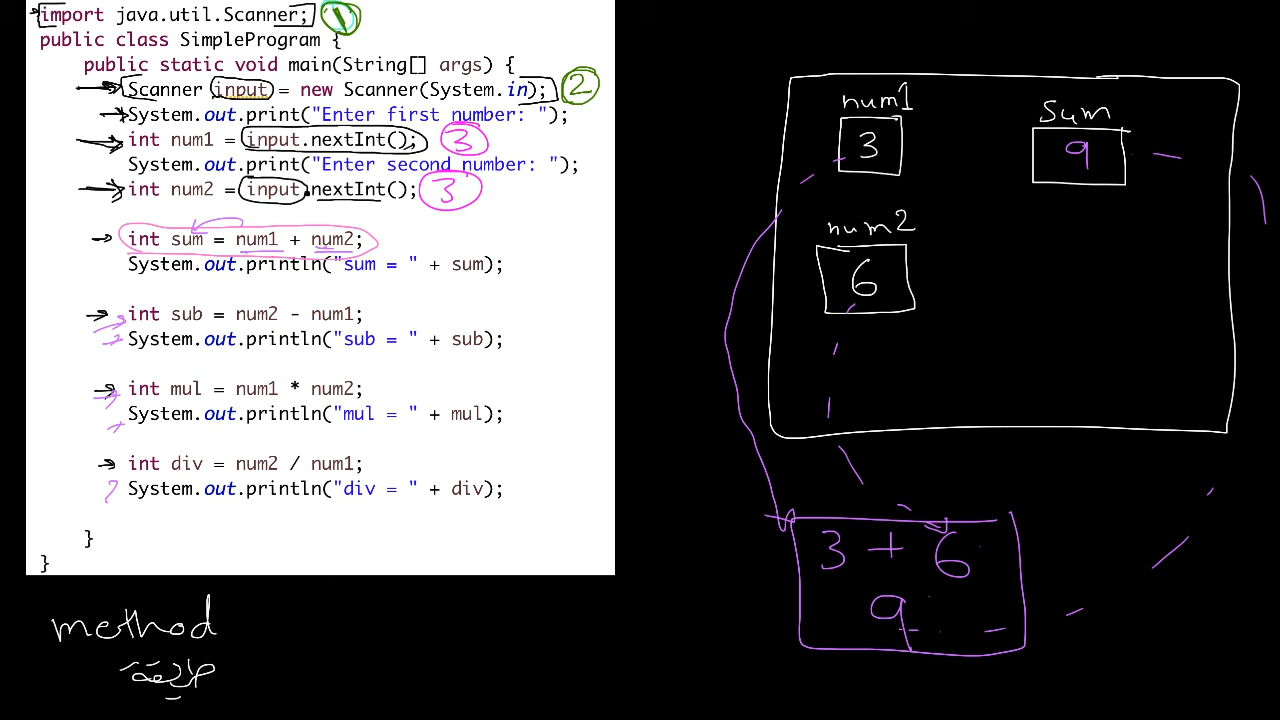 import java.util.Scanner; 1
public class SimpleProgram {
public static void main(String[] args) {
Scanner input = new Scanner(System.in); 2
System.out.print("Enter first number: ");
int num1 = input.nextInt(); 3
System.out.print("Enter second number: ");
int num2 = input.nextInt(); 3
int sum = num1 + num2;
System.out.println("sum = " + sum);
int sub = num2 - num1;
System.out.println("sub = " + sub);
int mul = num1 * num2;
System.out.println("mul = " + mul);
int div = num2 / num1;
System.out.println("div = " + div);
}
}
method
طريقة
num1
3
sum
9
num2
6
3 + 6
9